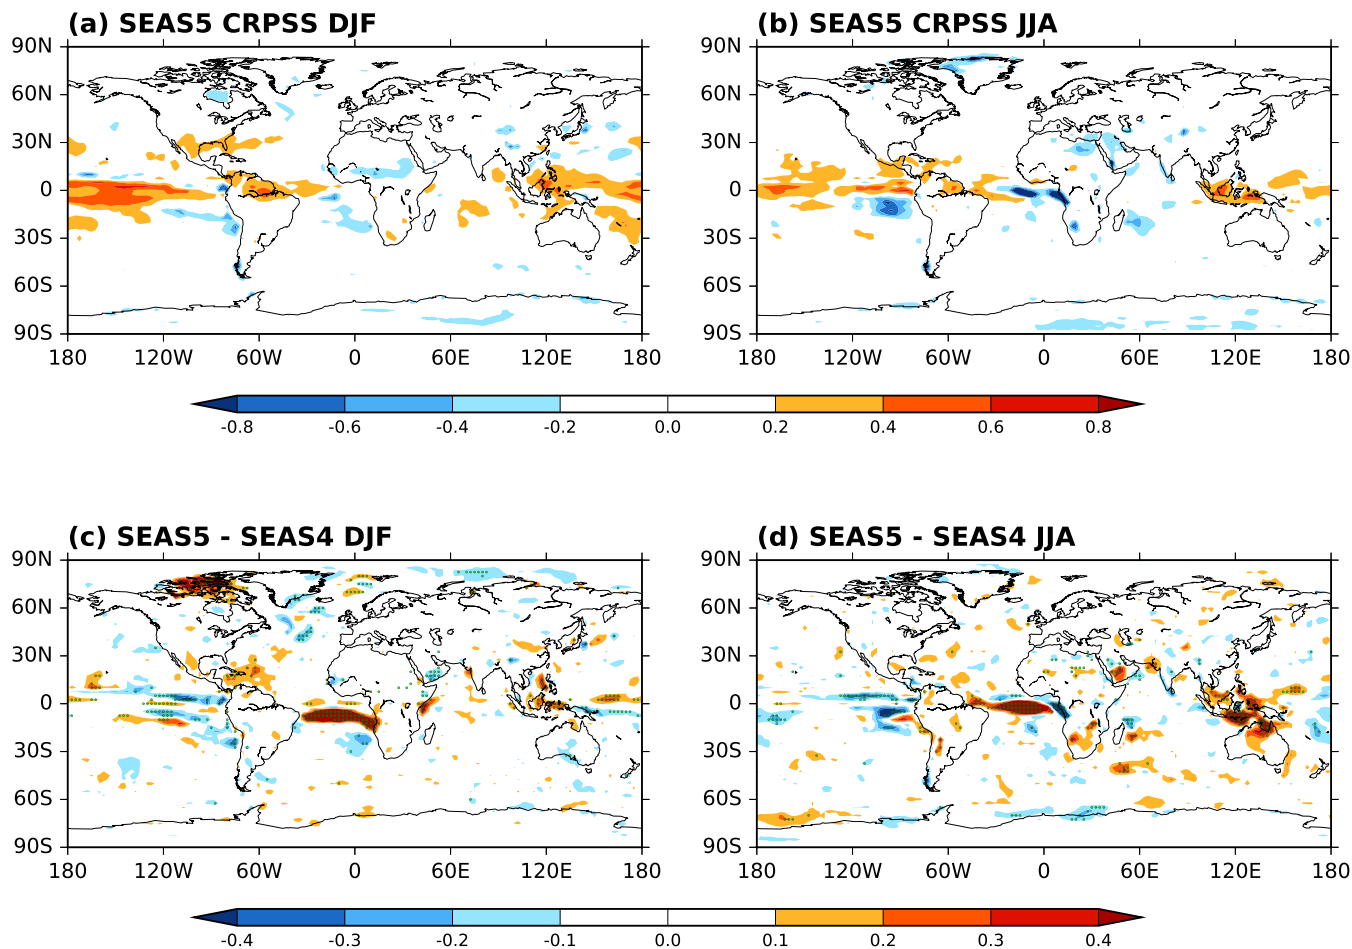 (a) SEAS5 CRPSS DJF
(b) SEAS5 CRPSS JJA
90N
60N
30N
0
30S
60S
90S
180 120W 60W 0 60E 120E 180
90N
60N
30N
0
30S
60S
90S
180 120W 60W 0 60E 120E 180
-0.8 -0.6 -0.4 -0.2 0.0 0.2 0.4 0.6 0.8
(c) SEAS5 - SEAS4 DJF
(d) SEAS5 - SEAS4 JJA
90N
60N
30N
0
30S
60S
90S
180 120W 60W 0 60E 120E 180
90N
60N
30N
0
30S
60S
90S
180 120W 60W 0 60E 120E 180
-0.4 -0.3 -0.2 -0.1 0.0 0.1 0.2 0.3 0.4